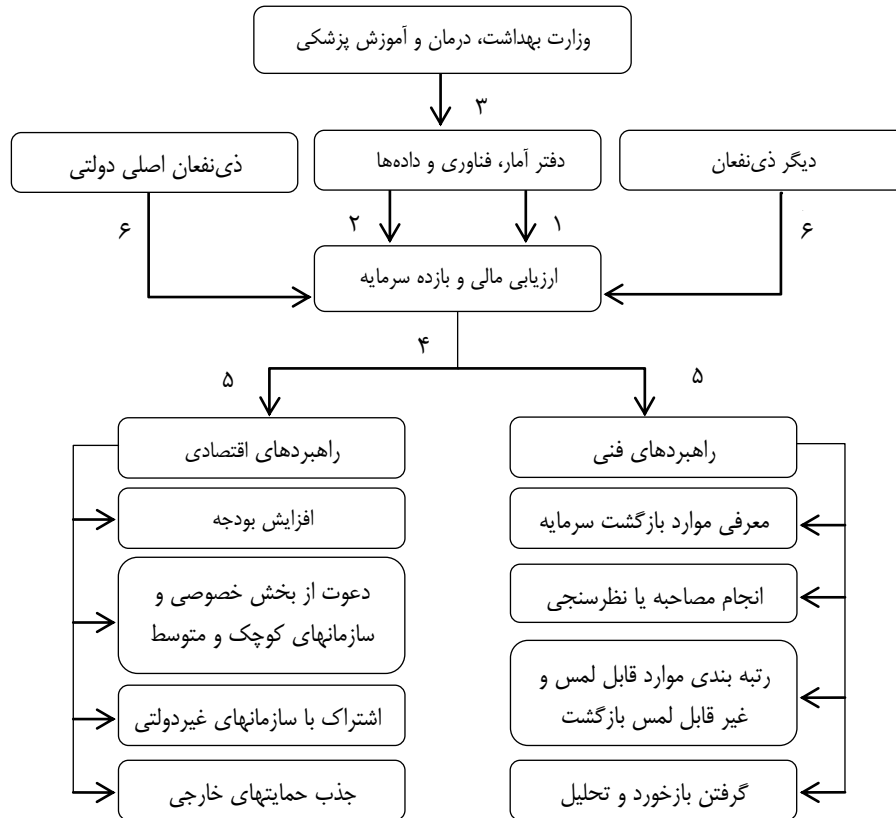 وزارت بهداشت، درمان و آموزش پزشکی
۳
دیگر ذی‌نفعان
دفتر آمار، فناوری و داده‌ها
ذی‌نفعان اصلی دولتی
۶
۱
۲
۶
ارزیابی مالی و بازده سرمایه
۴
۵
۵
راهبردهای فنی
راهبردهای اقتصادی
معرفی موارد بازگشت سرمایه
افزایش بودجه
انجام مصاحبه یا نظرسنجی
دعوت از بخش خصوصی و
سازمانهای کوچک و متوسط
رتبه بندی موارد قابل لمس و
غیر قابل لمس بازگشت
اشتراک با سازمانهای غیردولتی
گرفتن بازخورد و تحلیل
جذب حمایتهای خارجی